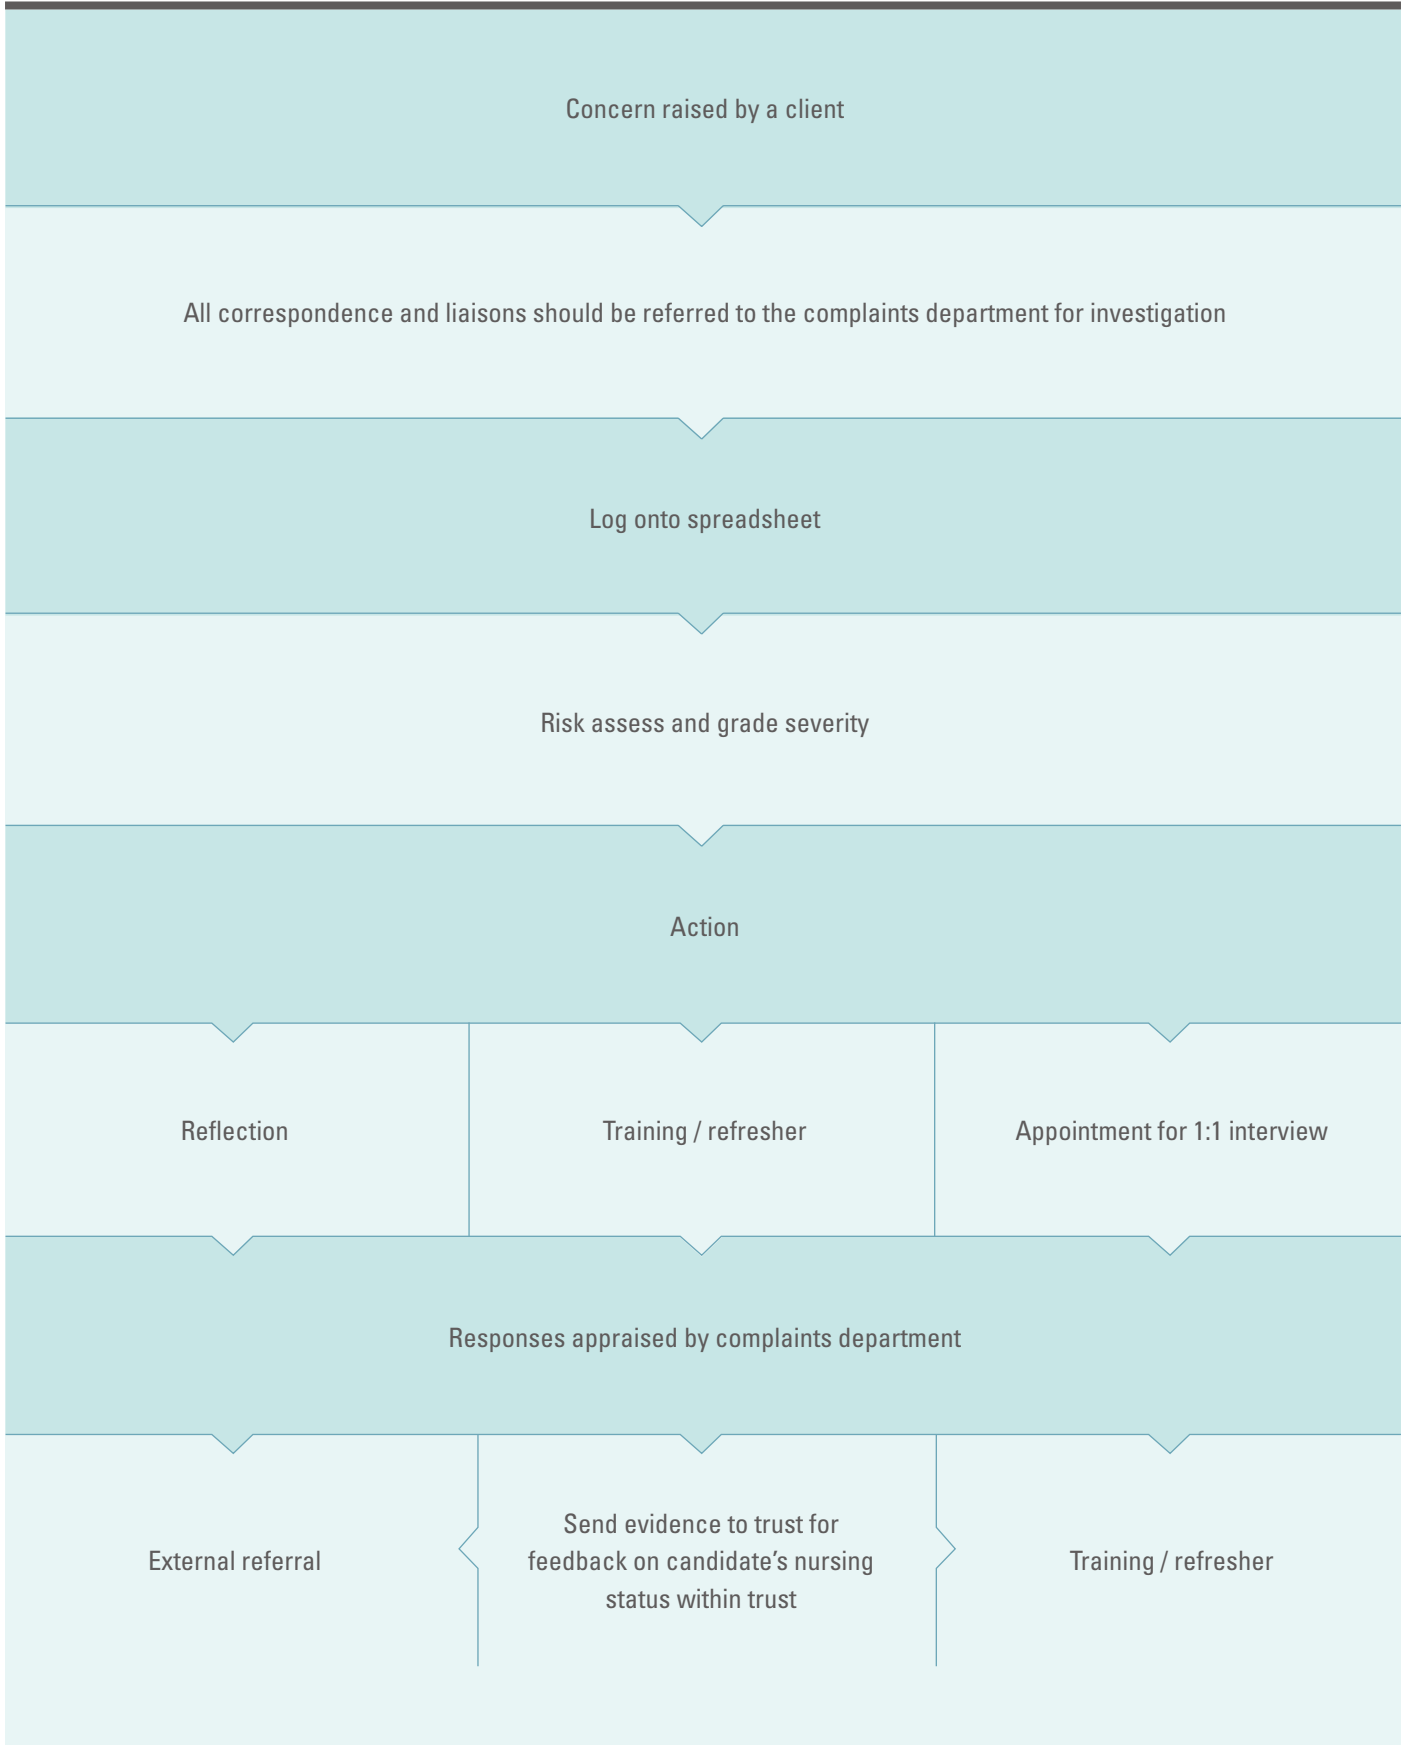 Concern raised by a client
All correspondence and liaisons should be referred to the complaints department for investigation
Log onto spreadsheet
Risk assess and grade severity
Action
Reflection
Training / refresher
Appointment for 1:1 interview
Responses appraised by complaints department
External referral
Send evidence to trust for
feedback on candidate’s nursing
status within trust
Training / refresher